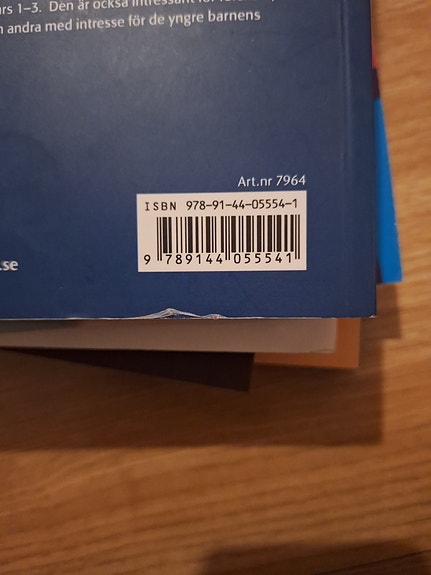 1–3. Den är också intressant för
andra med intresse för de yngre barnens
Art.nr 7964
ISBN 978-91-44-05554-1
.se
9 789144 055541